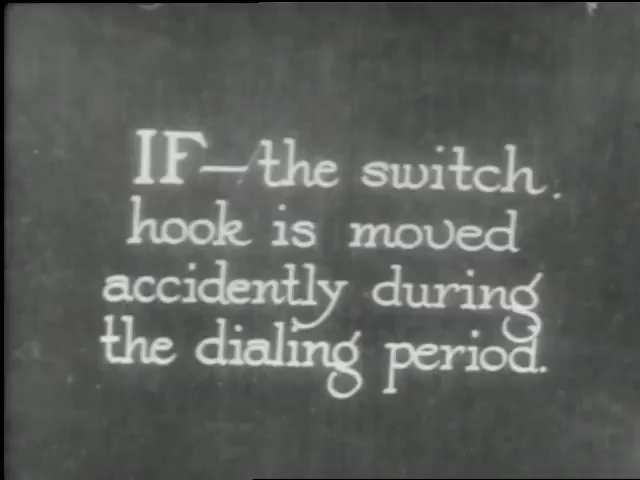 IF—the switch
hook is moved
accidently during
the dialing period.